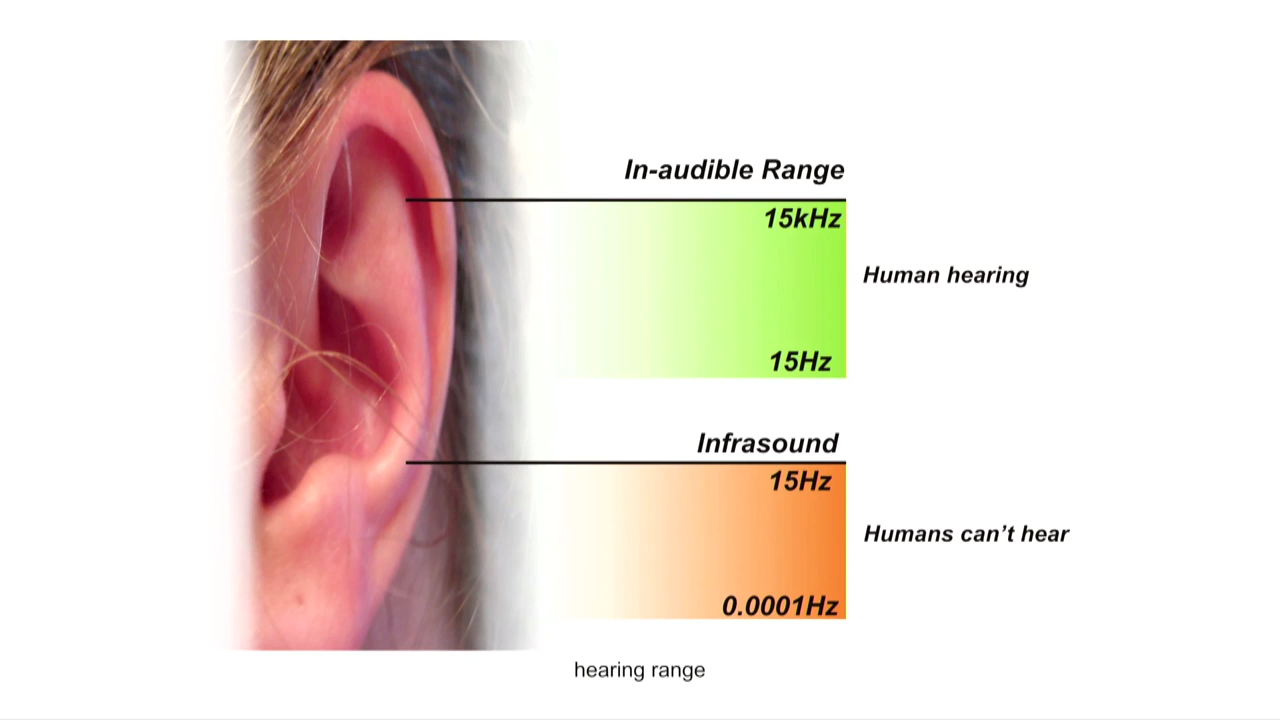 In-audible Range
15kHz
Human hearing
15Hz
Infrasound
15Hz
Humans can’t hear
0.0001Hz
hearing range